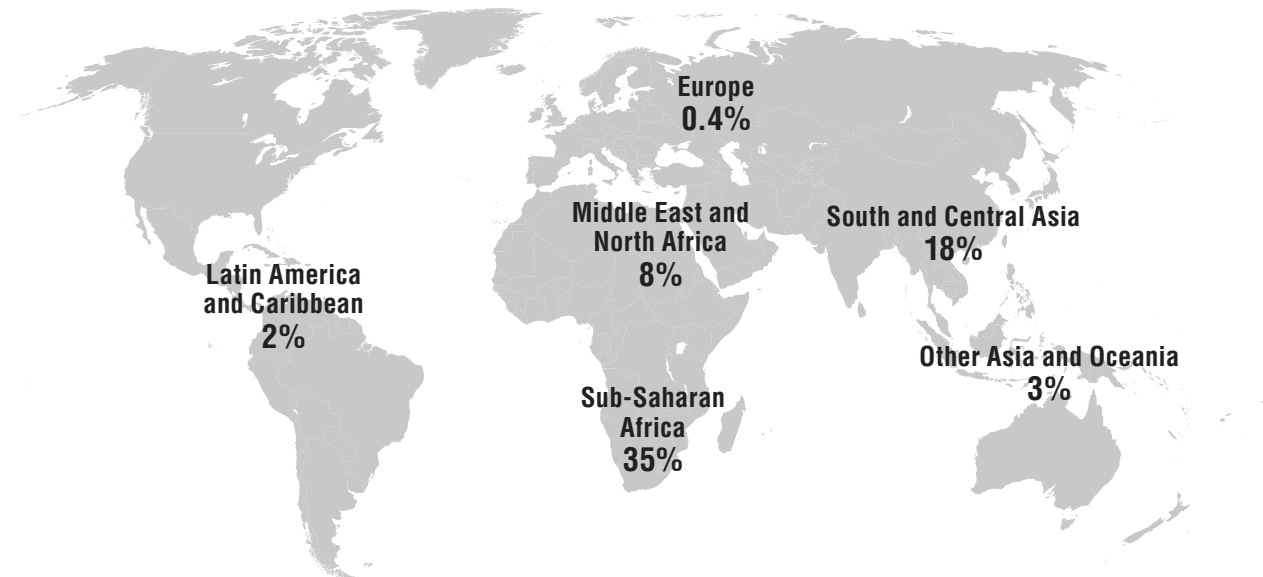 Europe
0.4%
Middle East and
North Africa
8%
South and Central Asia
18%
Latin America
and Caribbean
2%
Other Asia and Oceania
3%
Sub-Saharan
Africa
35%